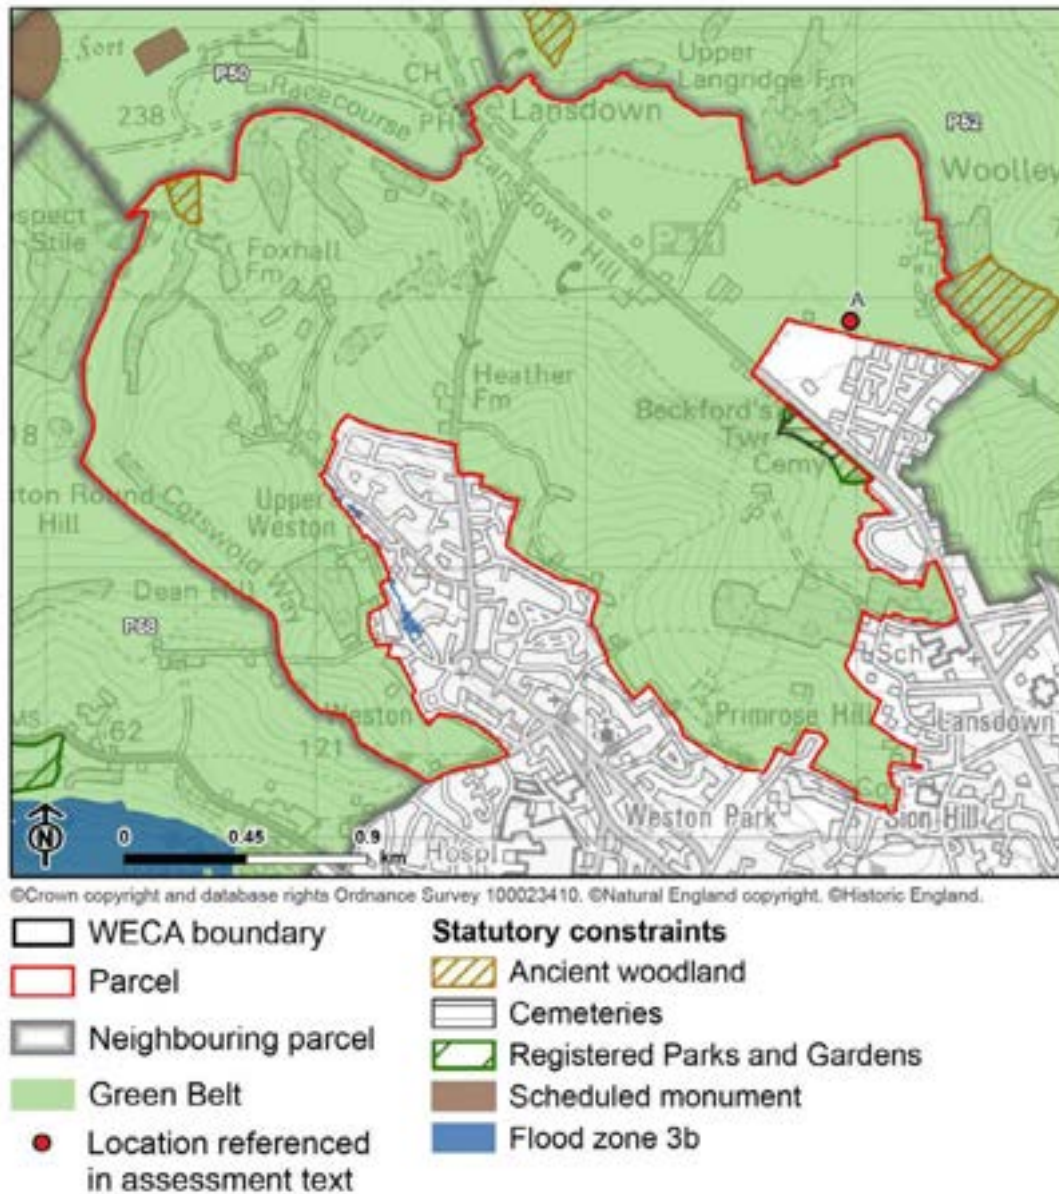 Fort
P50
238
Racecourse
CH
PH
Upper
Langridge Fm
Lansdown
P52
Woolley
Lansdown Hill
Stile
Foxhall
Fm
P&R
A
Heather
Fm
Beckford's
Twr
Cemy
Upper
Weston
Hill
Cotswold Way
P68
Sch
Weston
62
121
Primrose Hill
Lansdown
Weston Park
Sion Hill
Hospl
N
0 0.45 0.9
km
©Crown copyright and database rights Ordnance Survey 100023410. ©Natural England copyright. ©Historic England.
WECA boundary
Parcel
Neighbouring parcel
Green Belt
Location referenced
in assessment text
Statutory constraints
Ancient woodland
Cemeteries
Registered Parks and Gardens
Scheduled monument
Flood zone 3b